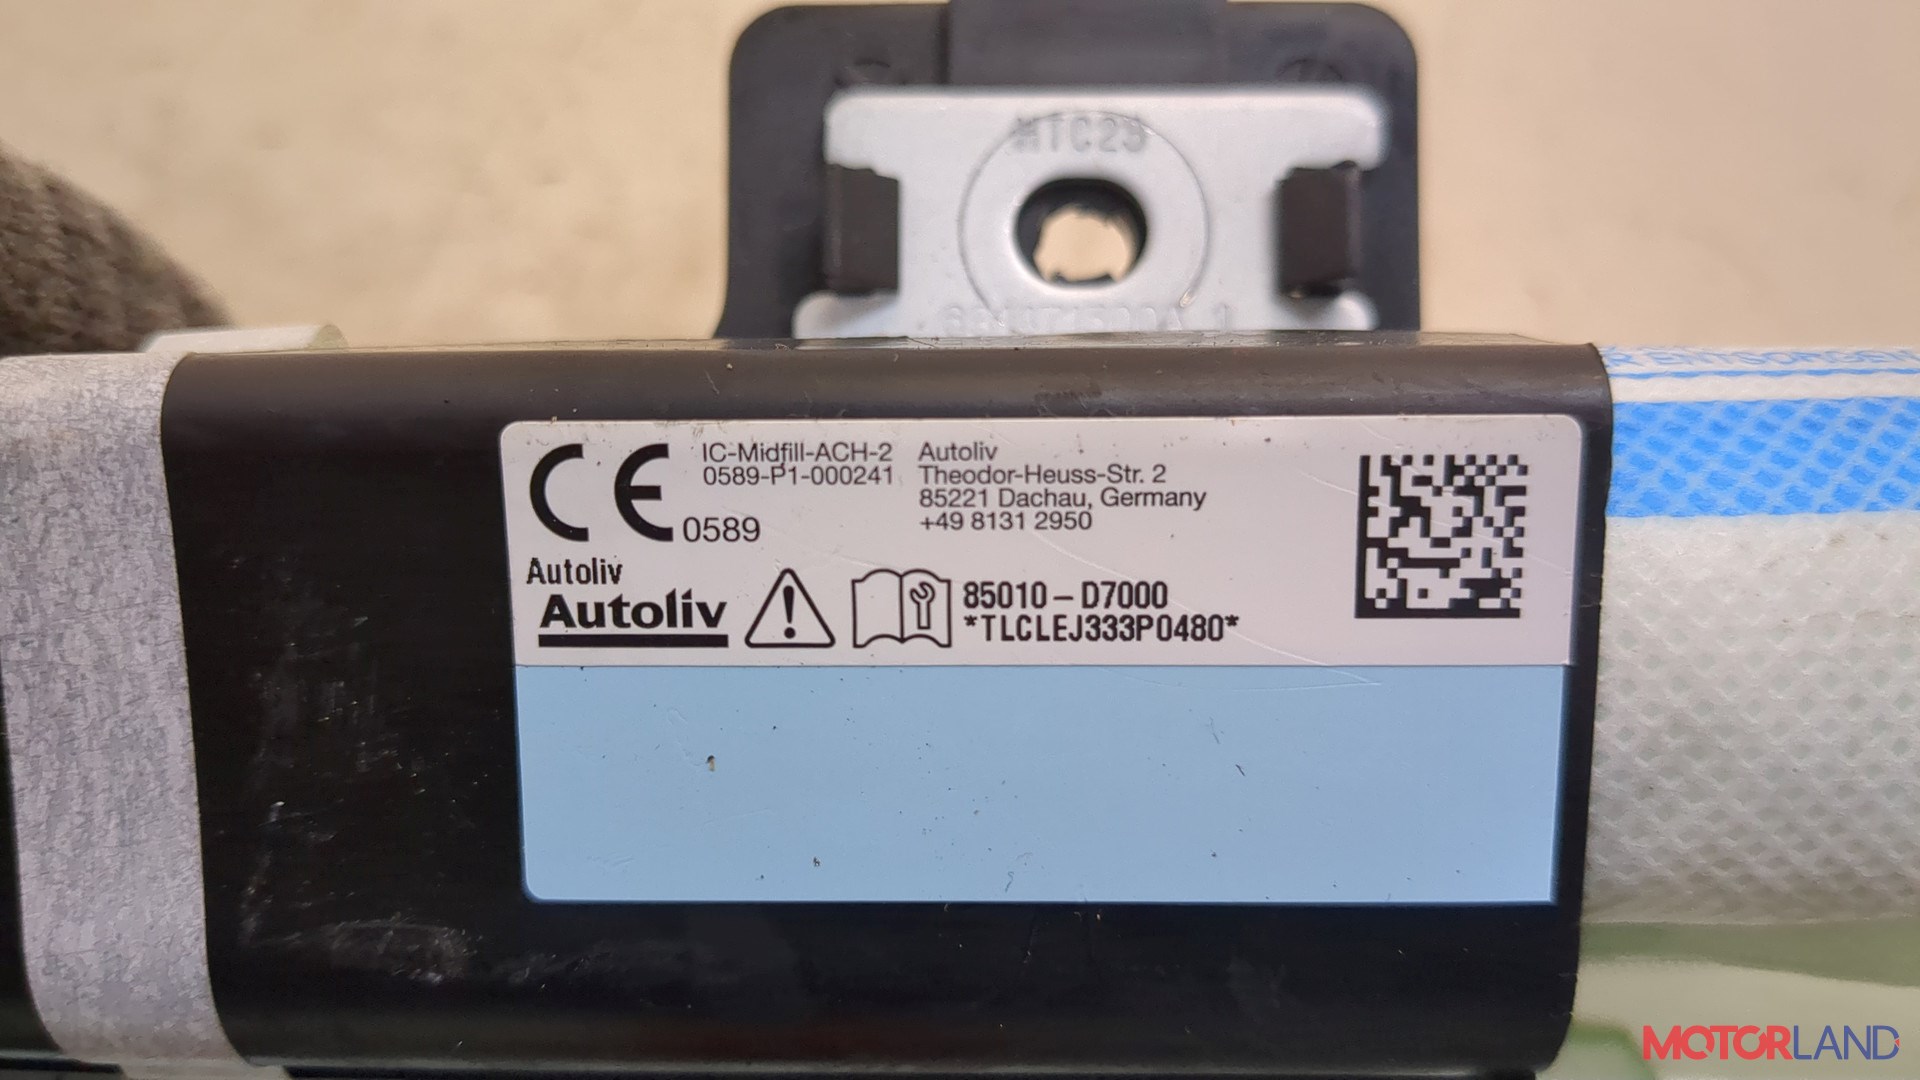 MTC25
CE
0589
IC-Midfill-ACH-2
0589-P1-000241
Autoliv
Theodor-Heuss-Str. 2
85221 Dachau, Germany
+49 8131 2950
Autoliv
Autoliv
85010-D7000
*TLCLEJ333P0480*
MOTORLAND